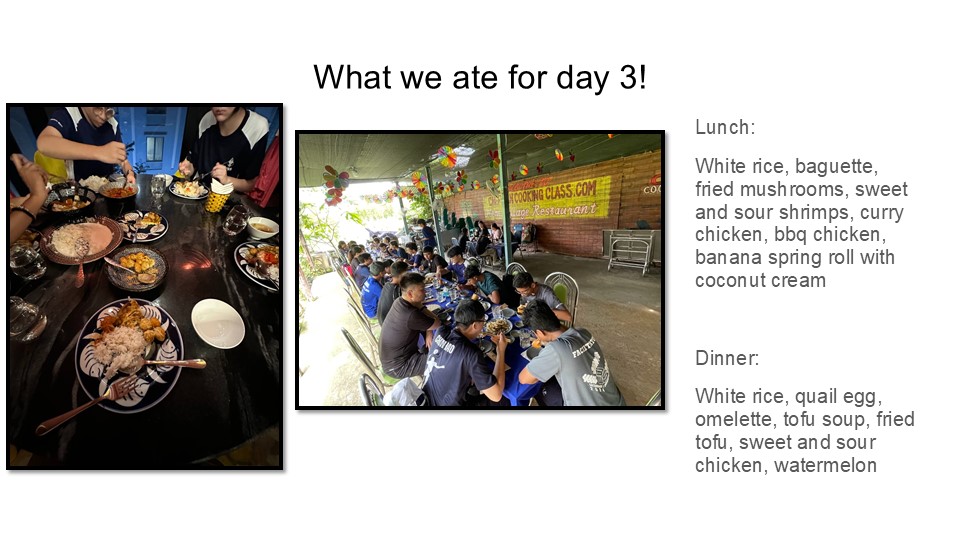 What we ate for day 3!
Lunch:
White rice, baguette,
fried mushrooms, sweet
and sour shrimps, curry
chicken, bbq chicken,
banana spring roll with
coconut cream
Dinner:
White rice, quail egg,
omelette, tofu soup, fried
tofu, sweet and sour
chicken, watermelon
COOKING CLASS.COM
Restaurant